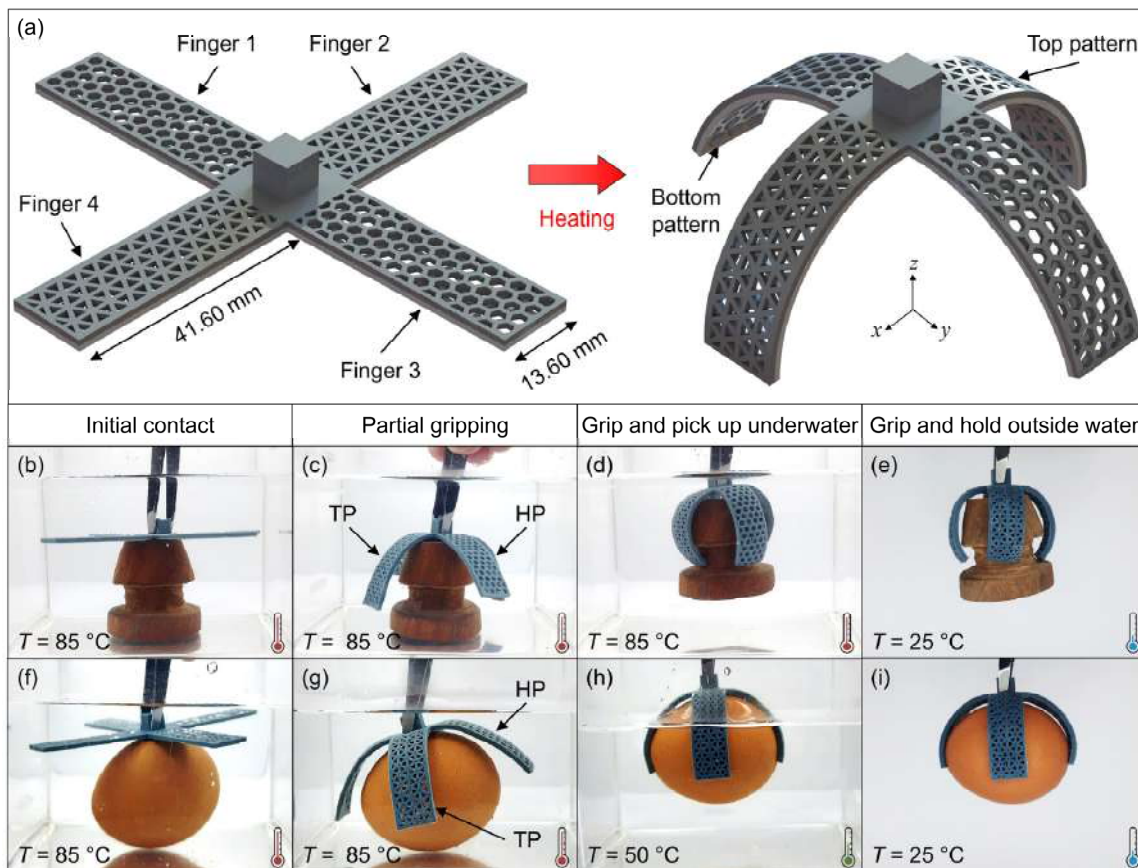 (a)
Finger 1
Finger 2
Top pattern
Finger 4
Heating
Bottom
pattern
41.60 mm
Finger 3
13.60 mm
z
x
y
Initial contact
Partial gripping
Grip and pick up underwater
Grip and hold outside water
(b)
(c)
(d)
(e)
TP
HP
T = 85 °C
T = 85 °C
T = 85 °C
T = 25 °C
(f)
(g)
(h)
(i)
HP
TP
T = 85 °C
T = 85 °C
T = 50 °C
T = 25 °C